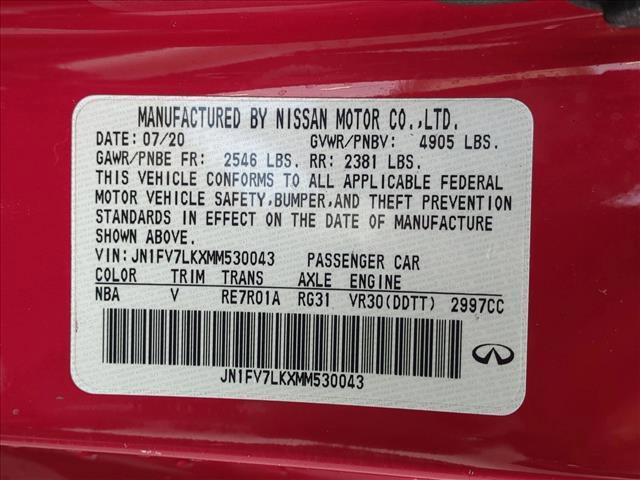 MANUFACTURED BY NISSAN MOTOR CO.,LTD.
DATE: 07/20 GVWR/PNBV: 4905 LBS.
GAWR/PNBE FR: 2546 LBS. RR: 2381 LBS.
THIS VEHICLE CONFORMS TO ALL APPLICABLE FEDERAL
MOTOR VEHICLE SAFETY,BUMPER,AND THEFT PREVENTION
STANDARDS IN EFFECT ON THE DATE OF MANUFACTURE
SHOWN ABOVE.
VIN: JN1FV7LKXMM530043 PASSENGER CAR
COLOR TRIM TRANS AXLE ENGINE
NBA V RE7R01A RG31 VR30(DDTT) 2997CC
JN1FV7LKXMM530043